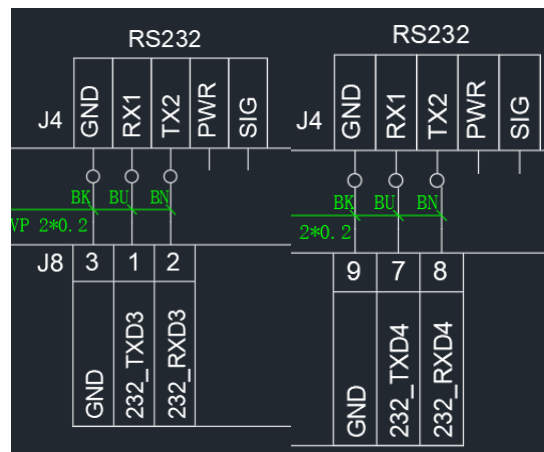 RS232
J4 GND RX1 TX2 PWR SIG
BK BU BN
VP 2*0.2
J8 3 1 2
GND 232_TXD3 232_RXD3
RS232
J4 GND RX1 TX2 PWR SIG
BK BU BN
2*0.2
9 7 8
GND 232_TXD4 232_RXD4